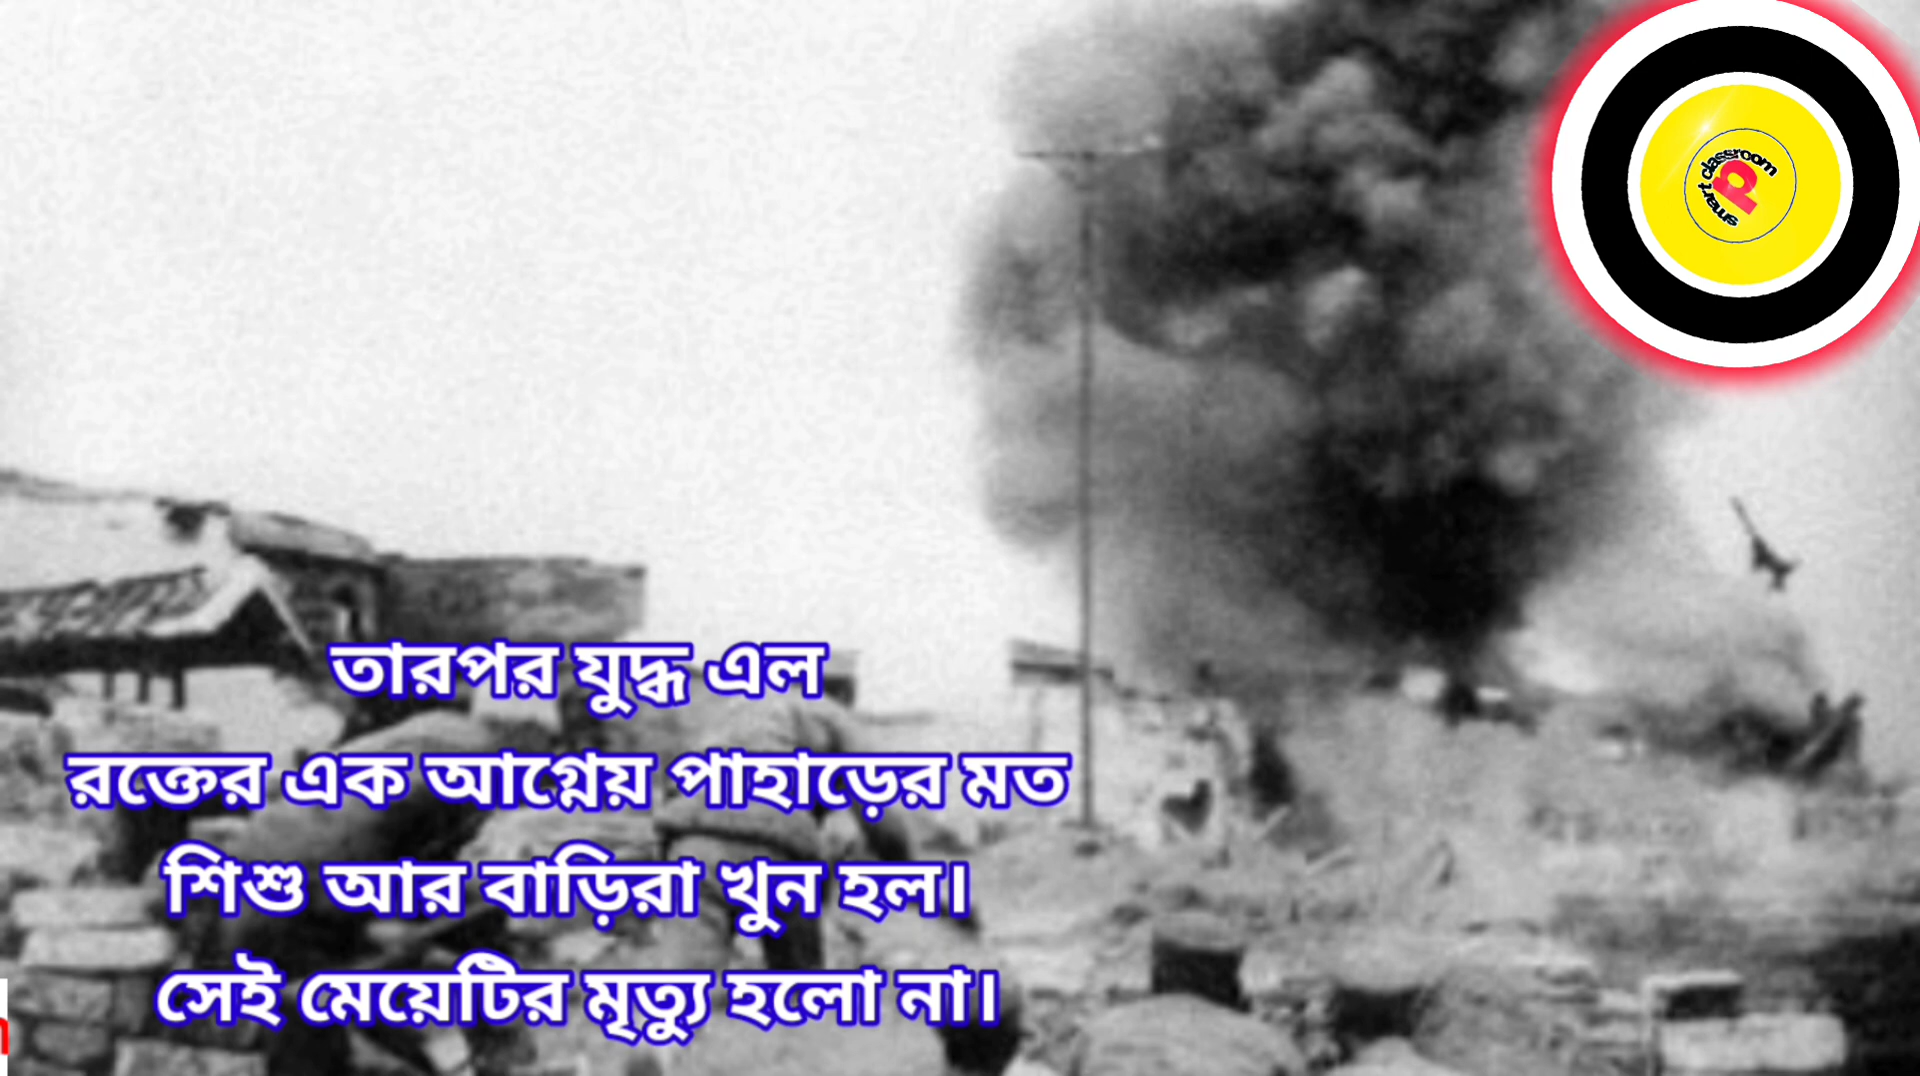 smart classroom
p
তারপর যুদ্ধ এল
রক্তের এক আগ্নেয় পাহাড়ের মত
শিশু আর বাড়িরা খুন হল।
সেই মেয়েটির মৃত্যু হলো না।